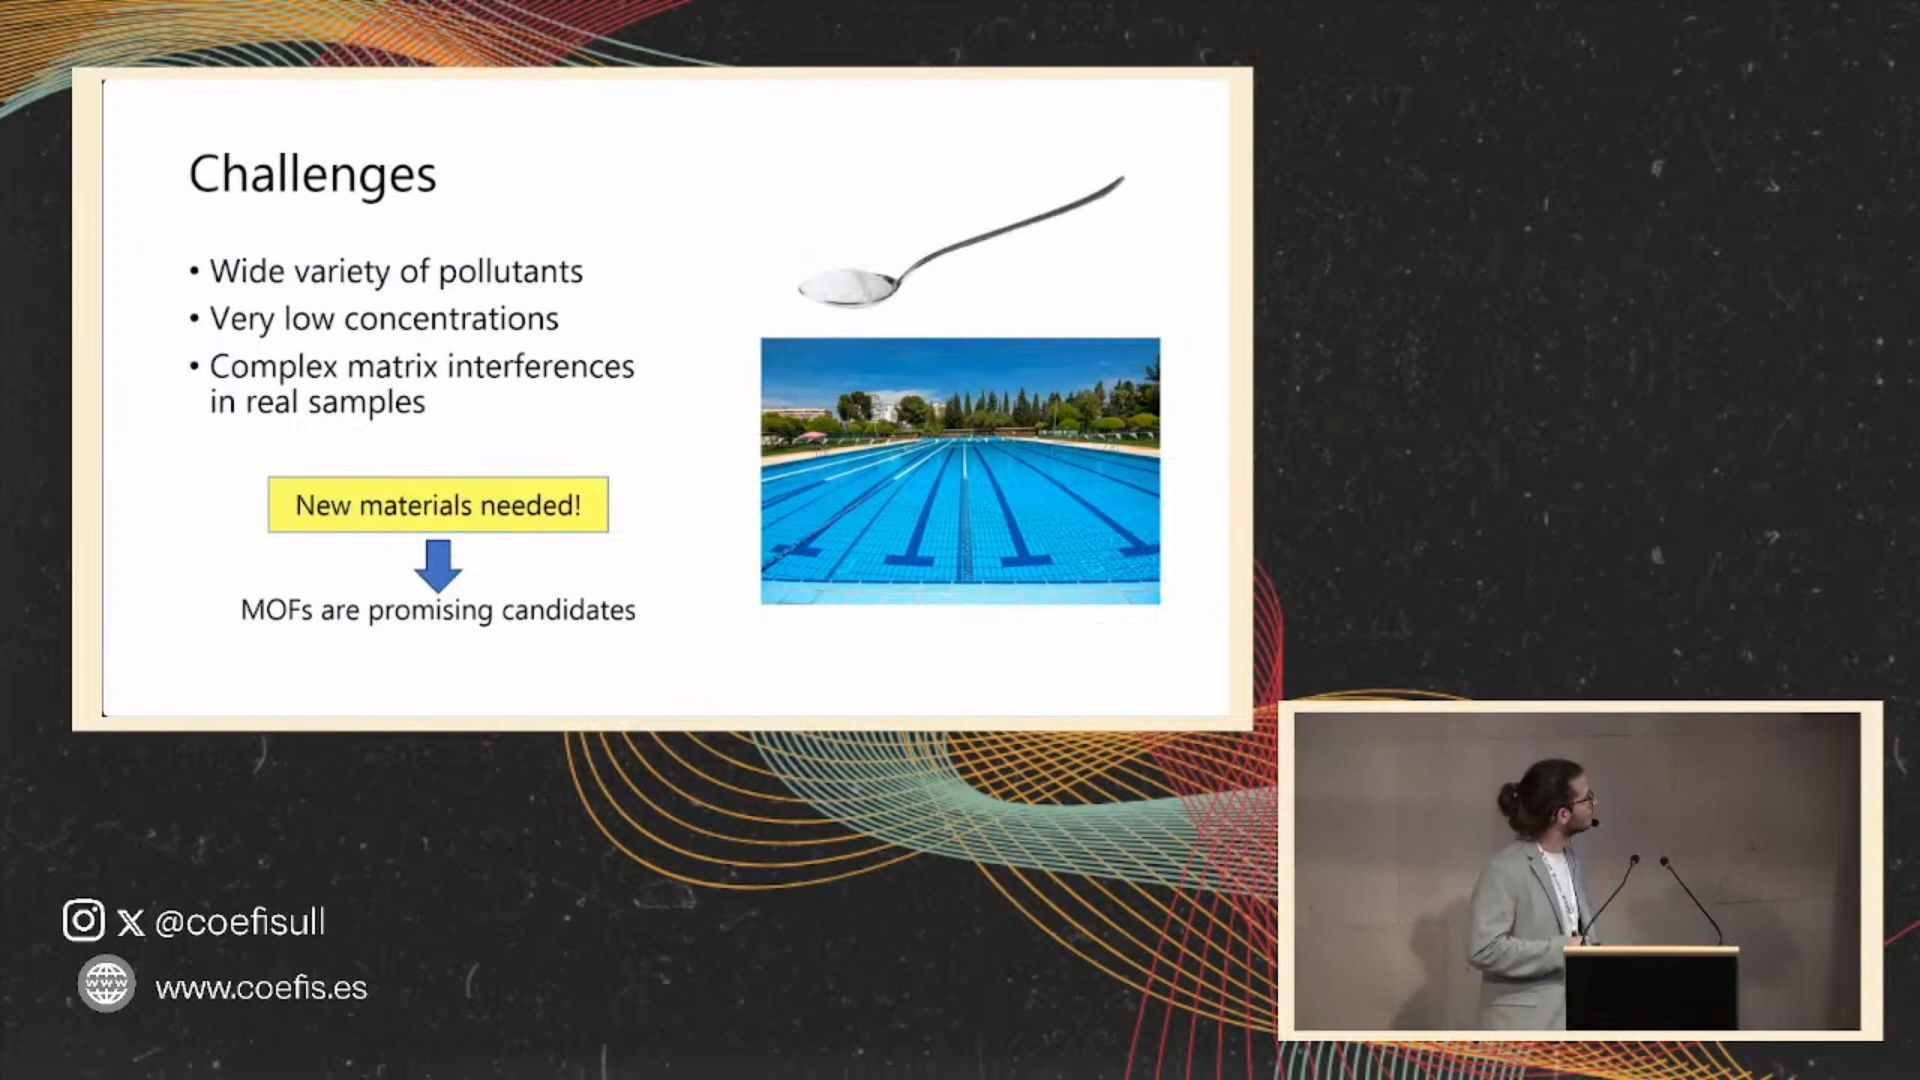 Challenges
• Wide variety of pollutants
• Very low concentrations
• Complex matrix interferences
in real samples
New materials needed!
MOFs are promising candidates
@coefisull
www
www.coefis.es